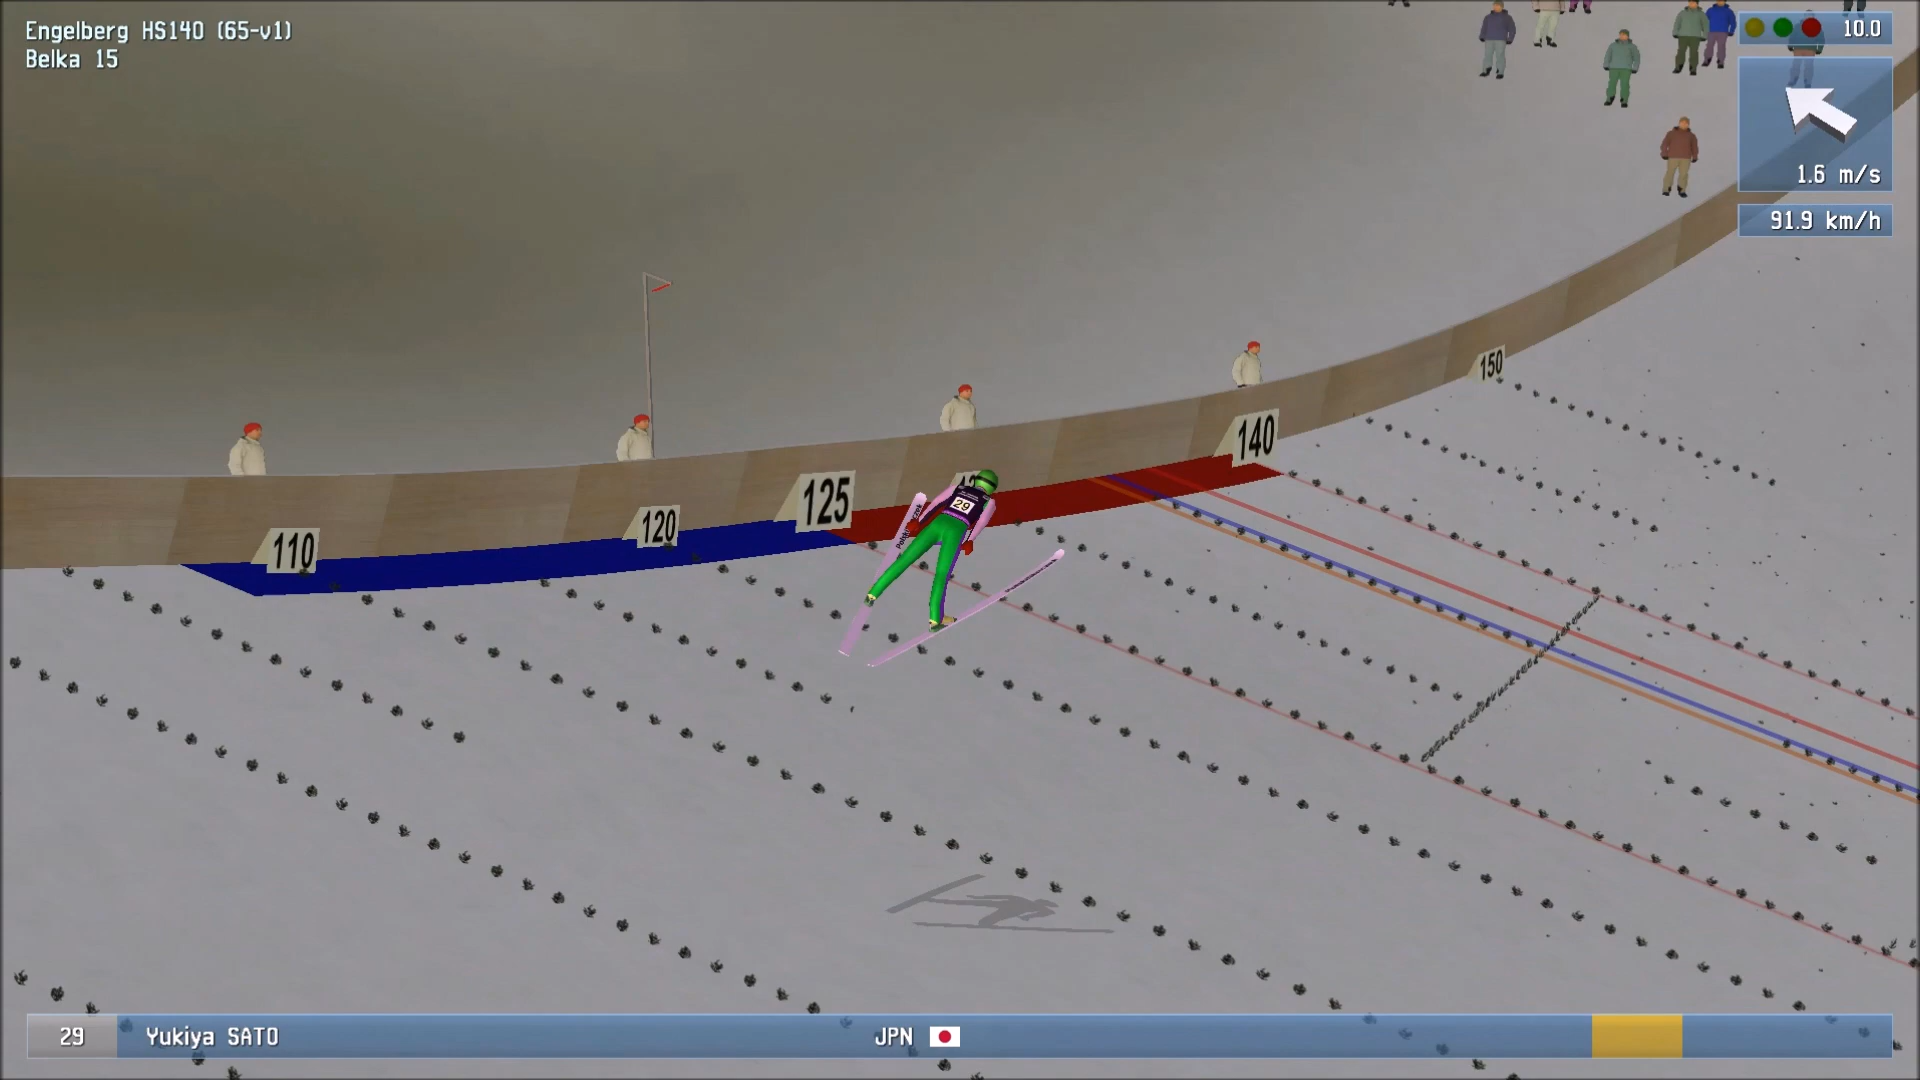 Engelberg HS140 (65-v1)
Belka 15
10.0
1.6 m/s
91.9 km/h
150
140
125
120
110
29
29 Yukiya SATO JPN